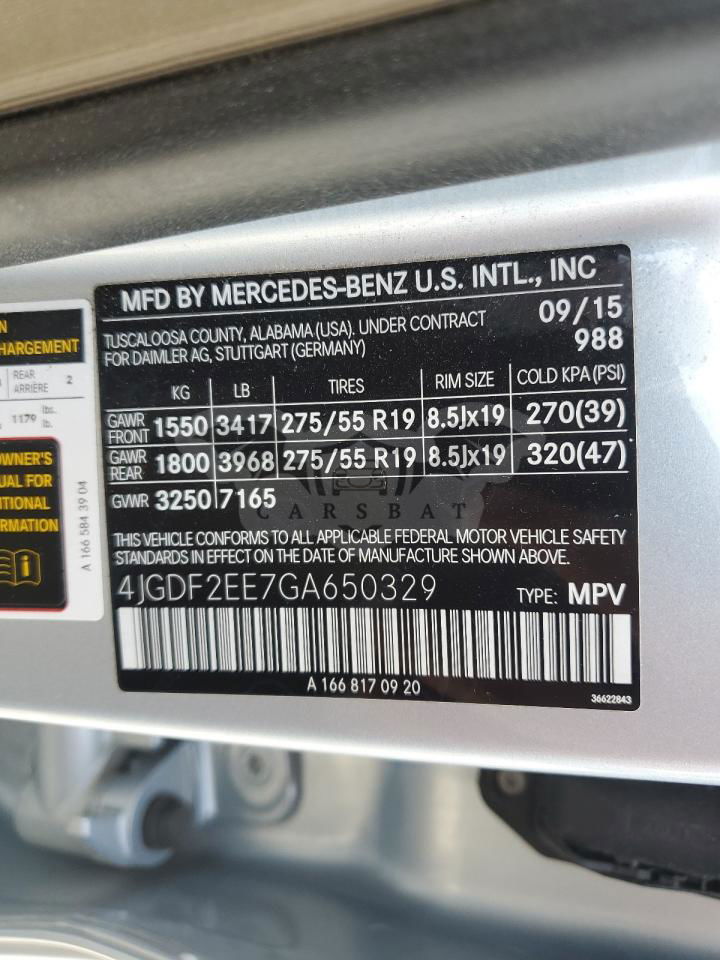 MFD BY MERCEDES-BENZ U.S. INTL., INC
TUSCALOOSA COUNTY, ALABAMA (USA). UNDER CONTRACT
FOR DAIMLER AG, STUTTGART (GERMANY)
09/15
988
KG LB TIRES RIM SIZE COLD KPA (PSI)
GAWR FRONT 1550 3417 275/55 R19 8.5Jx19 270(39)
GAWR REAR 1800 3968 275/55 R19 8.5Jx19 320(47)
GVWR 3250 7165
CARSBAT
THIS VEHICLE CONFORMS TO ALL APPLICABLE FEDERAL MOTOR VEHICLE SAFETY
STANDARDS IN EFFECT ON THE DATE OF MANUFACTURE SHOWN ABOVE.
4JGDF2EE7GA650329 TYPE: MPV
A 166 817 09 20
36622843
HARGEMENT
REAR
ARRIÈRE 2
1179 lbs.
lb.
OWNER'S
FOR
A 166 584 39 04